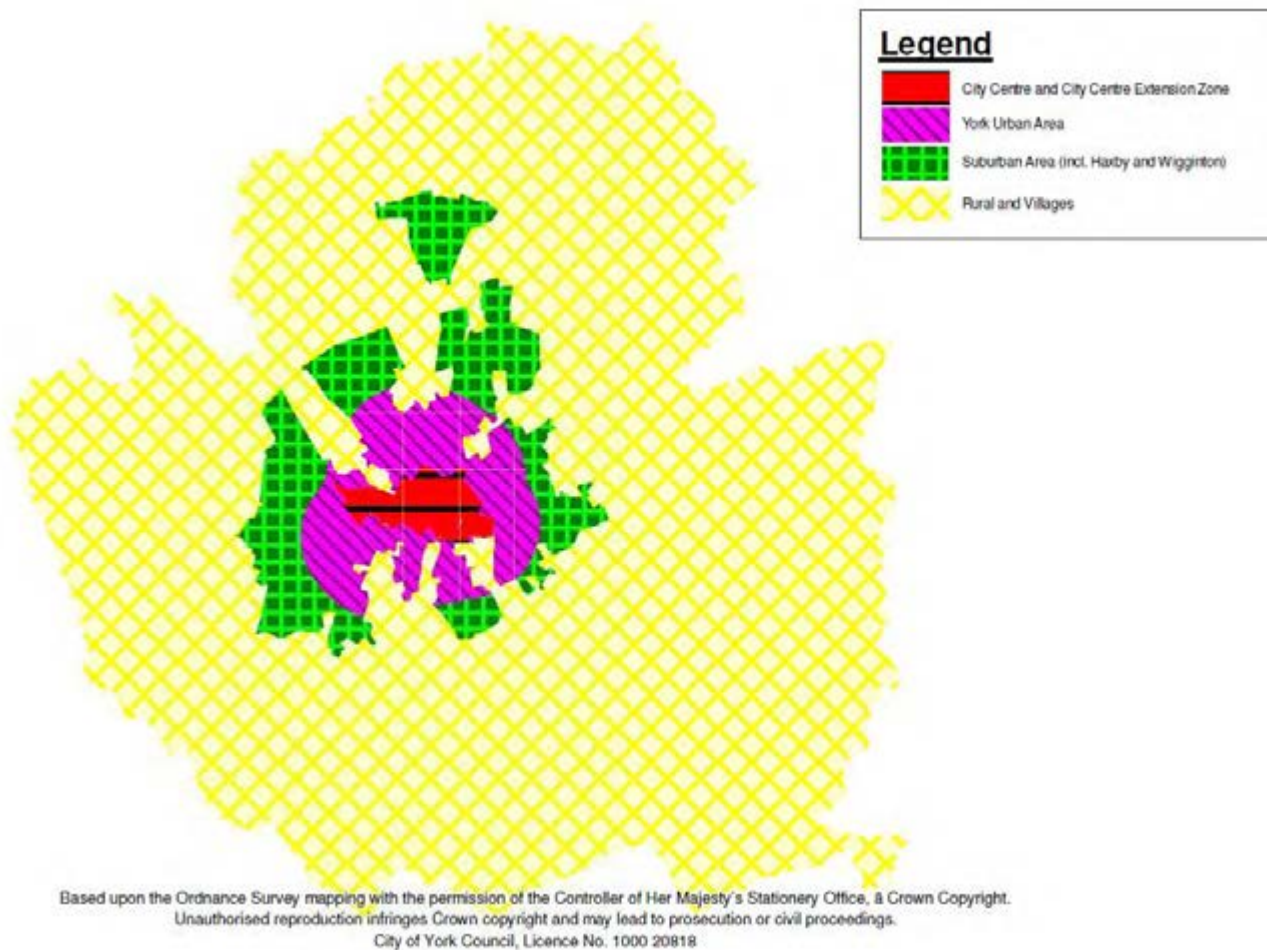 Legend
City Centre and City Centre Extension Zone
York Urban Area
Suburban Area (incl. Haxby and Wigginton)
Rural and Villages
Based upon the Ordnance Survey mapping with the permission of the Controller of Her Majesty's Stationery Office, ã Crown Copyright.
Unauthorised reproduction infringes Crown copyright and may lead to prosecution or civil proceedings.
City of York Council, Licence No. 1000 20818